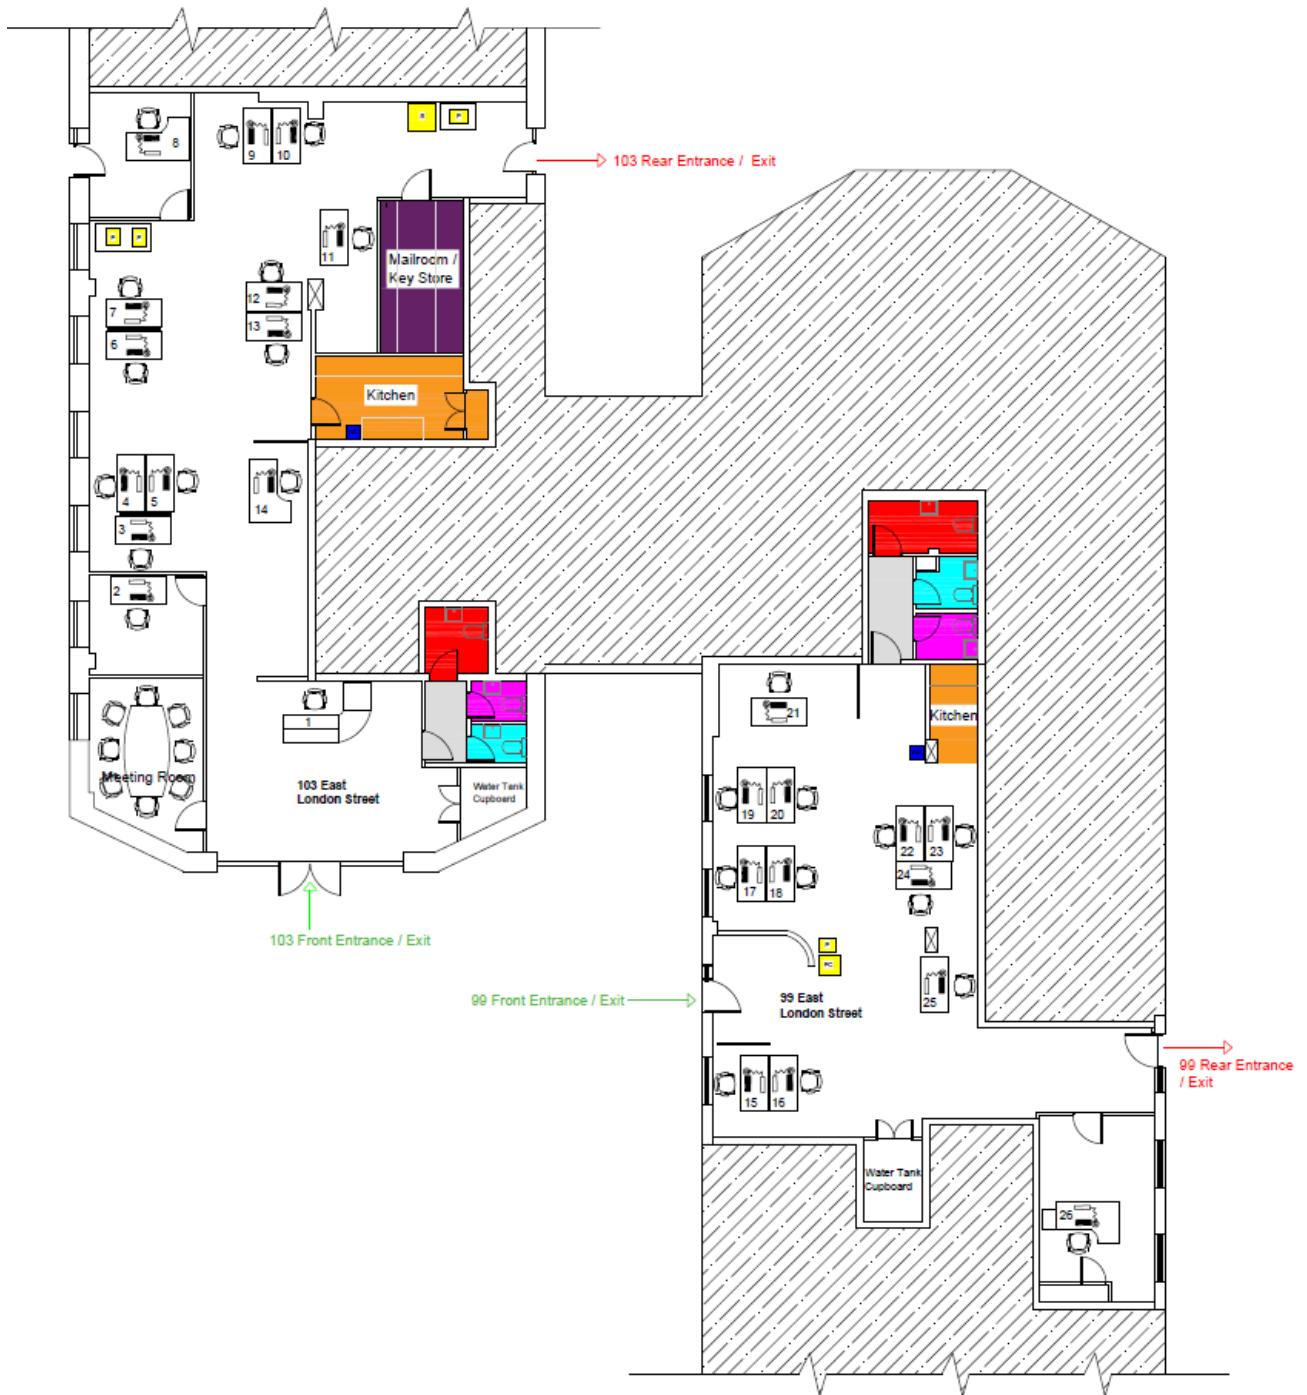 8
9
10
P
103 Rear Entrance / Exit
11
Mailroom /
Key Store
P
P
12
7
13
6
Kitchen
4
5
14
3
2
1
Meeting Room
103 East
London Street
Water Tank
Cupboard
103 Front Entrance / Exit
21
Kitchen
19
20
22
23
17
18
24
P
PC
99 Front Entrance / Exit
99 East
London Street
25
99 Rear Entrance
/ Exit
15
16
Water Tank
Cupboard
26